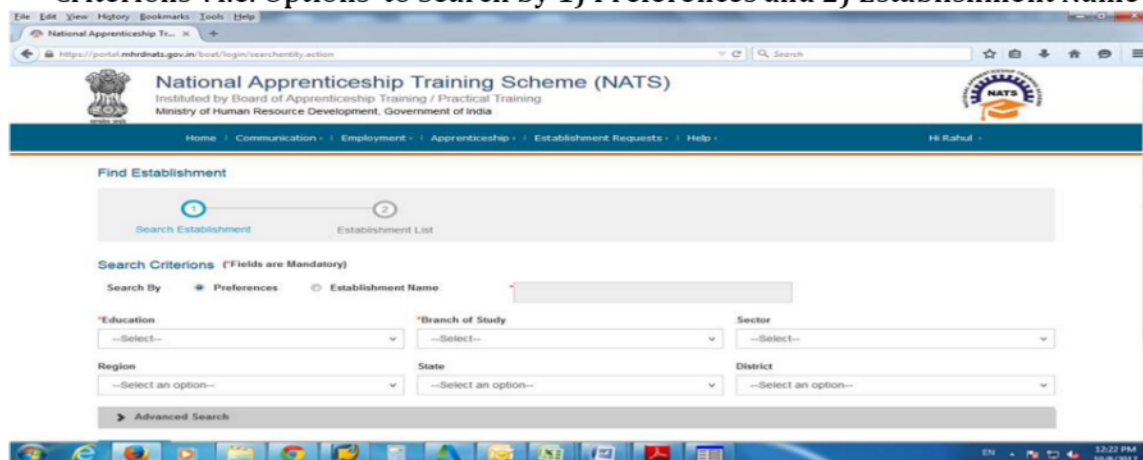 Criterions -i.e. Options to search by 1) Preferences and 2) Establishment Name
File Edit View History Bookmarks Tools Help
National Apprenticeship Tr... × +
https://portal.mhrdnats.gov.in/boat/login/searchentity.action Search
National Apprenticeship Training Scheme (NATS)
Instituted by Board of Apprenticeship Training / Practical Training
Ministry of Human Resource Development, Government of India
NATS
Home Communication Employment Apprenticeship Establishment Requests Help Hi Rahul
Find Establishment
1 2
Search Establishment Establishment List
Search Criterions (*Fields are Mandatory)
Search By Preferences Establishment Name *
*Education *Branch of Study Sector
--Select-- --Select-- --Select--
Region State District
--Select an option-- --Select an option-- --Select an option--
Advanced Search
EN 12:22 PM